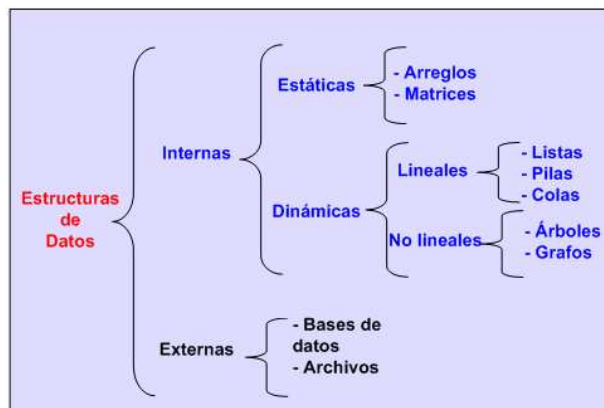 Estructuras
de
Datos
Internas
Estáticas
- Arreglos
- Matrices
Dinámicas
Lineales
- Listas
- Pilas
- Colas
No lineales
- Árboles
- Grafos
Externas
- Bases de
datos
- Archivos